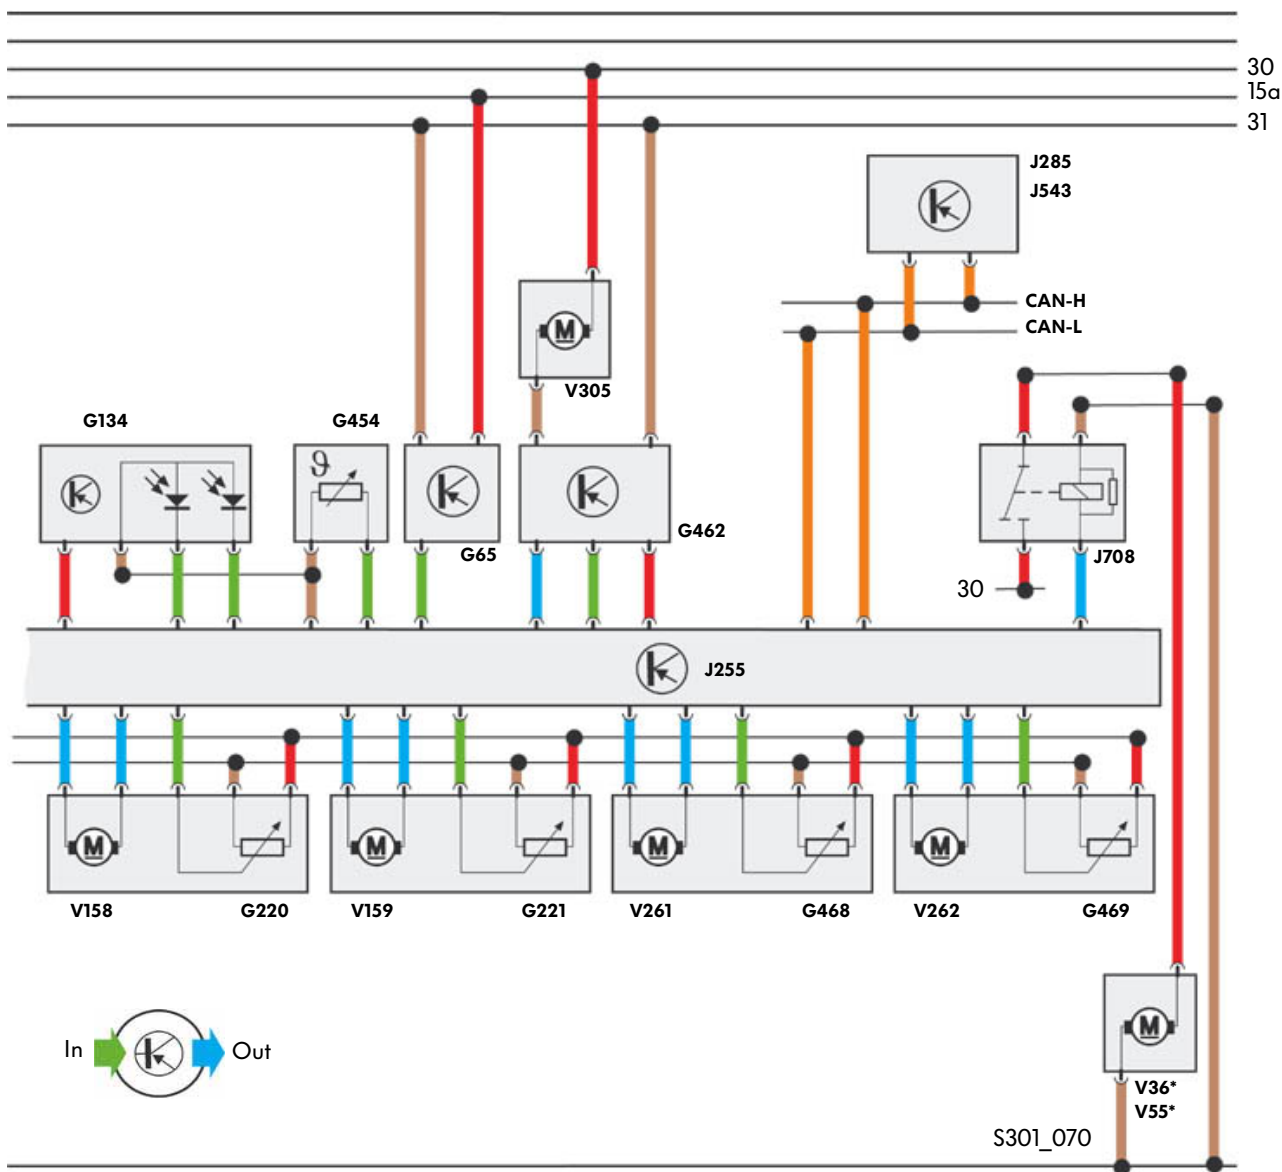 30
15a
31
J285
J543
CAN-H
CAN-L
M
V305
G134
G454
ϑ
G65
G462
J708
30
J255
M
M
M
M
V158
G220
V159
G221
V261
G468
V262
G469
M
In
Out
V36*
V55*
S301_070